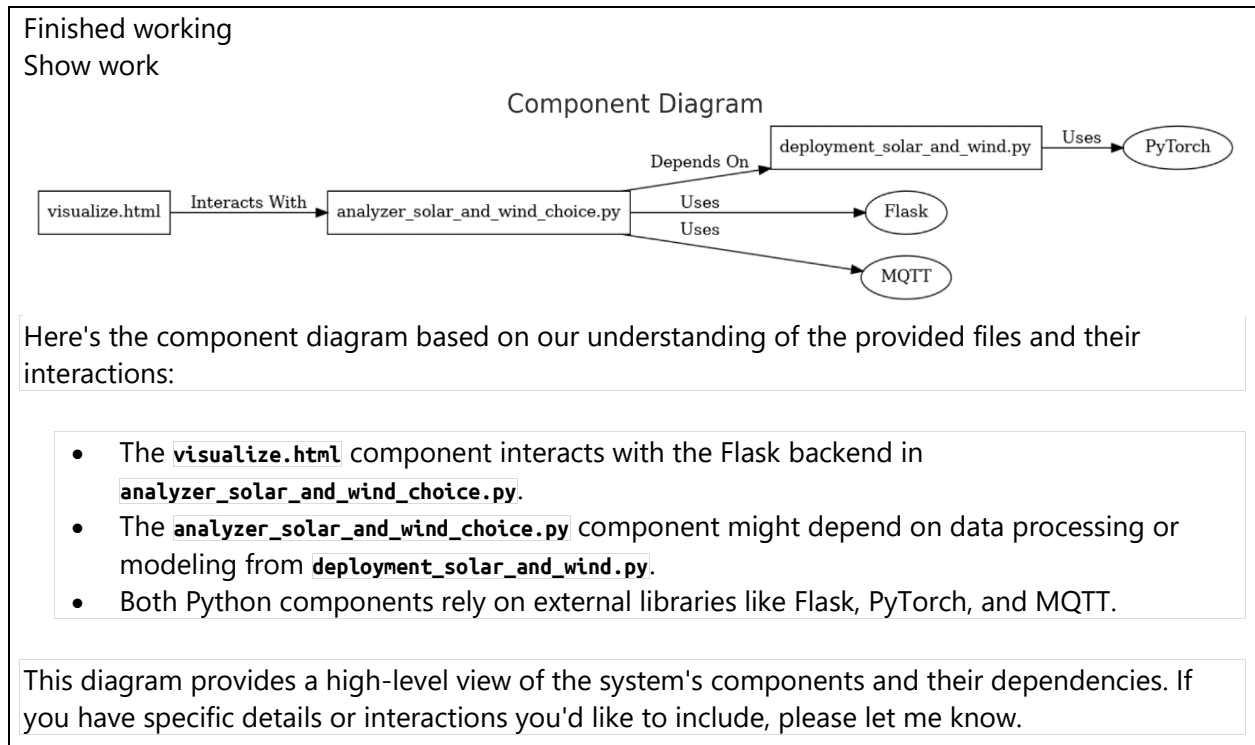 Finished working
Show work
Component Diagram
deployment_solar_and_wind.py
Uses
PyTorch
Depends On
visualize.html
Interacts With
analyzer_solar_and_wind_choice.py
Uses
Flask
Uses
MQTT
Here's the component diagram based on our understanding of the provided files and their
interactions:
• The visualize.html component interacts with the Flask backend in
analyzer_solar_and_wind_choice.py.
• The analyzer_solar_and_wind_choice.py component might depend on data processing or
modeling from deployment_solar_and_wind.py.
• Both Python components rely on external libraries like Flask, PyTorch, and MQTT.
This diagram provides a high-level view of the system's components and their dependencies. If
you have specific details or interactions you'd like to include, please let me know.